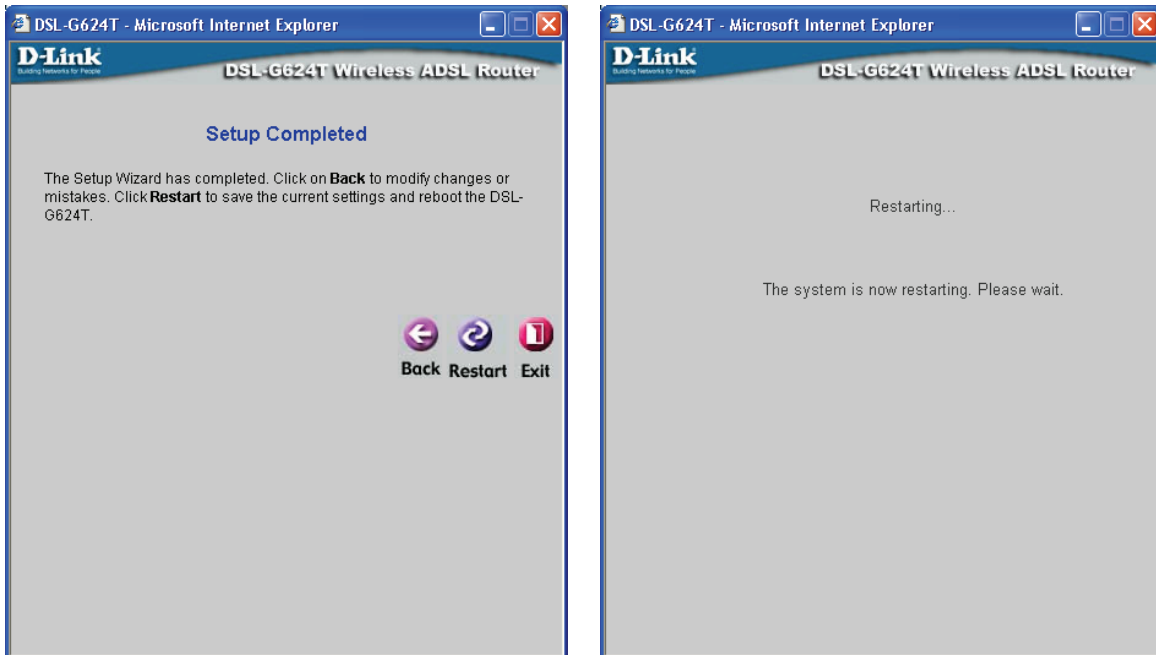 DSL-G624T - Microsoft Internet Explorer
D-Link
Building Networks for People
DSL-G624T Wireless ADSL Router
Setup Completed
The Setup Wizard has completed. Click on Back to modify changes or
mistakes. Click Restart to save the current settings and reboot the DSL-
G624T.
Back Restart Exit
DSL-G624T - Microsoft Internet Explorer
D-Link
Building Networks for People
DSL-G624T Wireless ADSL Router
Restarting...
The system is now restarting. Please wait.